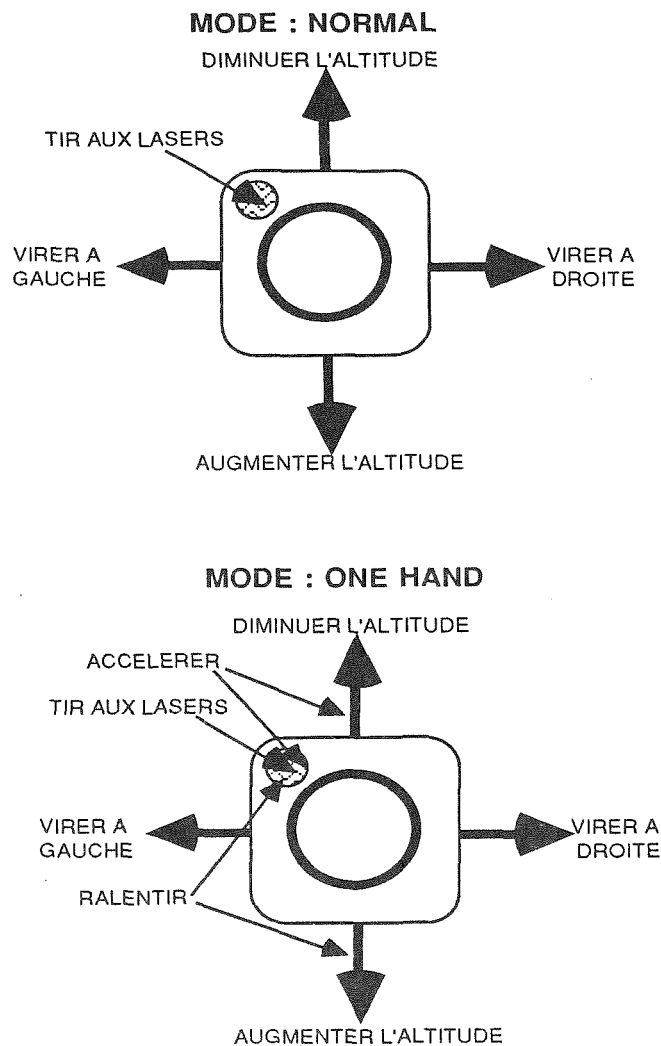 MODE : NORMAL
DIMINUER L'ALTITUDE
TIR AUX LASERS
VIRER A
GAUCHE
VIRER A
DROITE
AUGMENTER L'ALTITUDE
MODE : ONE HAND
DIMINUER L'ALTITUDE
ACCELERER
TIR AUX LASERS
VIRER A
GAUCHE
VIRER A
DROITE
RALENTIR
AUGMENTER L'ALTITUDE